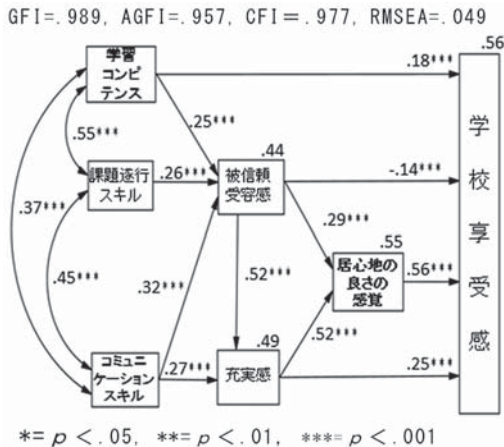 GFI=.989, AGFI=.957, CFI=.977, RMSEA=.049
.56
学習
コンピ
テンス
.18***
.55***
.25***
.44
課題遂行
スキル
.26***
被信頼
受容感
-.14***
学校享受感
.37***
.29***
.55
居心地の
良さの
感覚
.56***
.45***
.32***
.52***
.52***
.49
コミュニ
ケーション
スキル
.27***
充実感
.25***
*= p <.05, **= p <.01, ***= p <.001